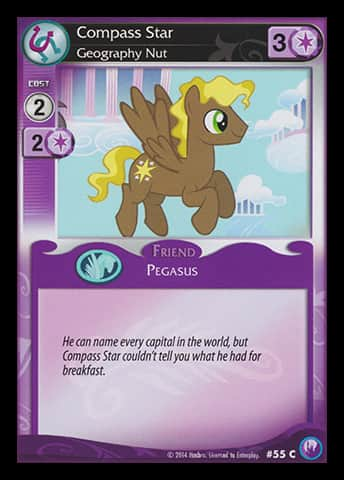 Compass Star
Geography Nut
3
COST
2
2
FRIEND
PEGASUS
He can name every capital in the world, but
Compass Star couldn't tell you what he had for
breakfast.
© 2014 Hasbro. Licensed to Enterplay. #55 C